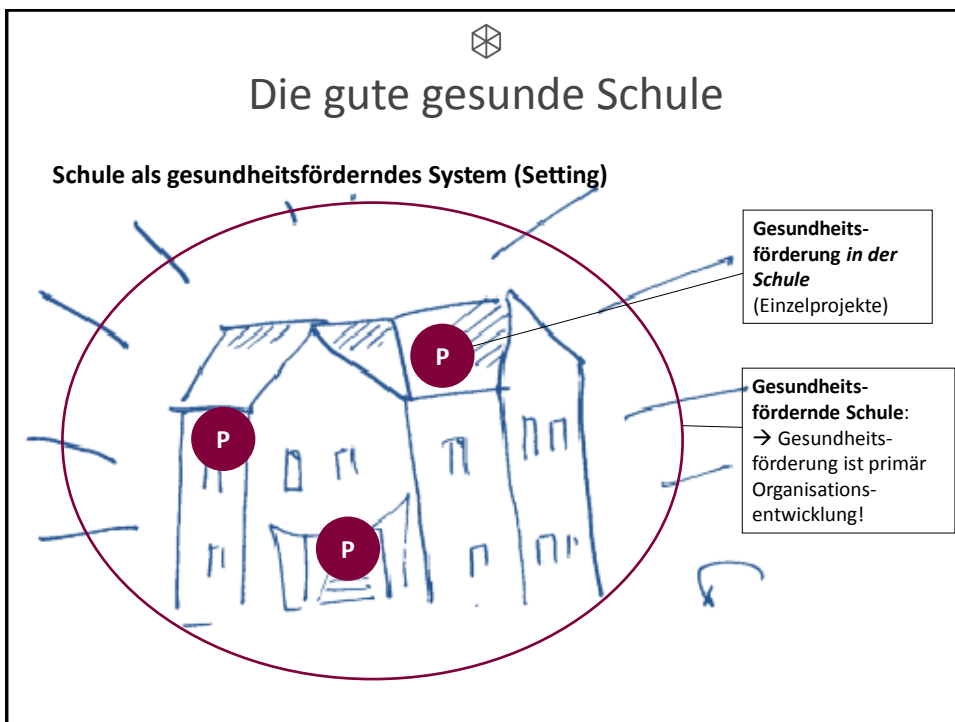 Die gute gesunde Schule
Schule als gesundheitsförderndes System (Setting)
Gesundheits-
förderung in der
Schule
(Einzelprojekte)
P
P
P
Gesundheits-
fördernde Schule:
→ Gesundheits-
förderung ist primär
Organisations-
entwicklung!